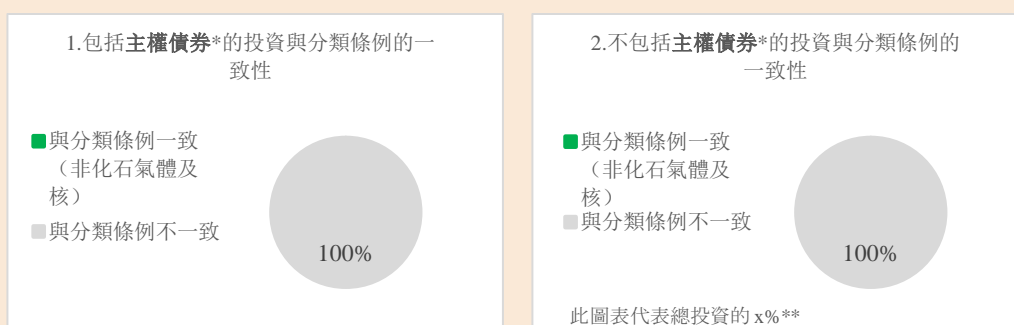 1.包括主權債券*的投資與分類條例的一
致性
與分類條例一致
（非化石氣體及
核）
與分類條例不一致
100%
2.不包括主權債券*的投資與分類條例的
一致性
與分類條例一致
（非化石氣體及
核）
與分類條例不一致
100%
此圖表代表總投資的 x%**